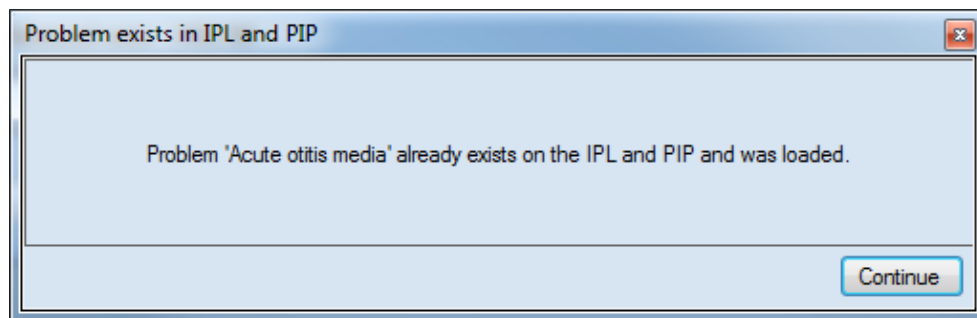 Problem exists in IPL and PIP
Problem 'Acute otitis media' already exists on the IPL and PIP and was loaded.
Continue